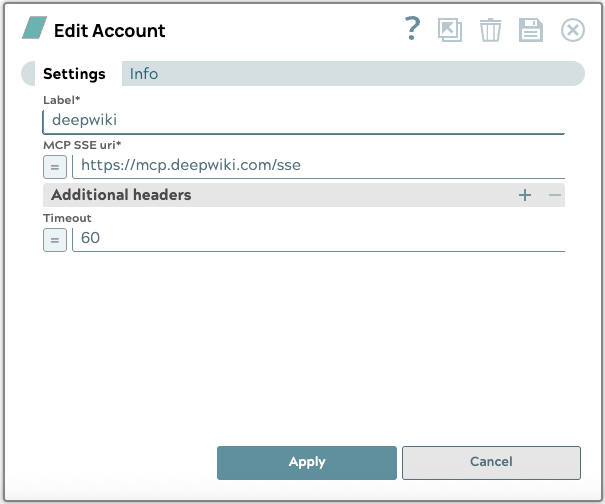 Edit Account
?
Settings Info
Label*
deepwiki
MCP SSE uri*
= https://mcp.deepwiki.com/sse
Additional headers + −
Timeout
= 60
Apply Cancel